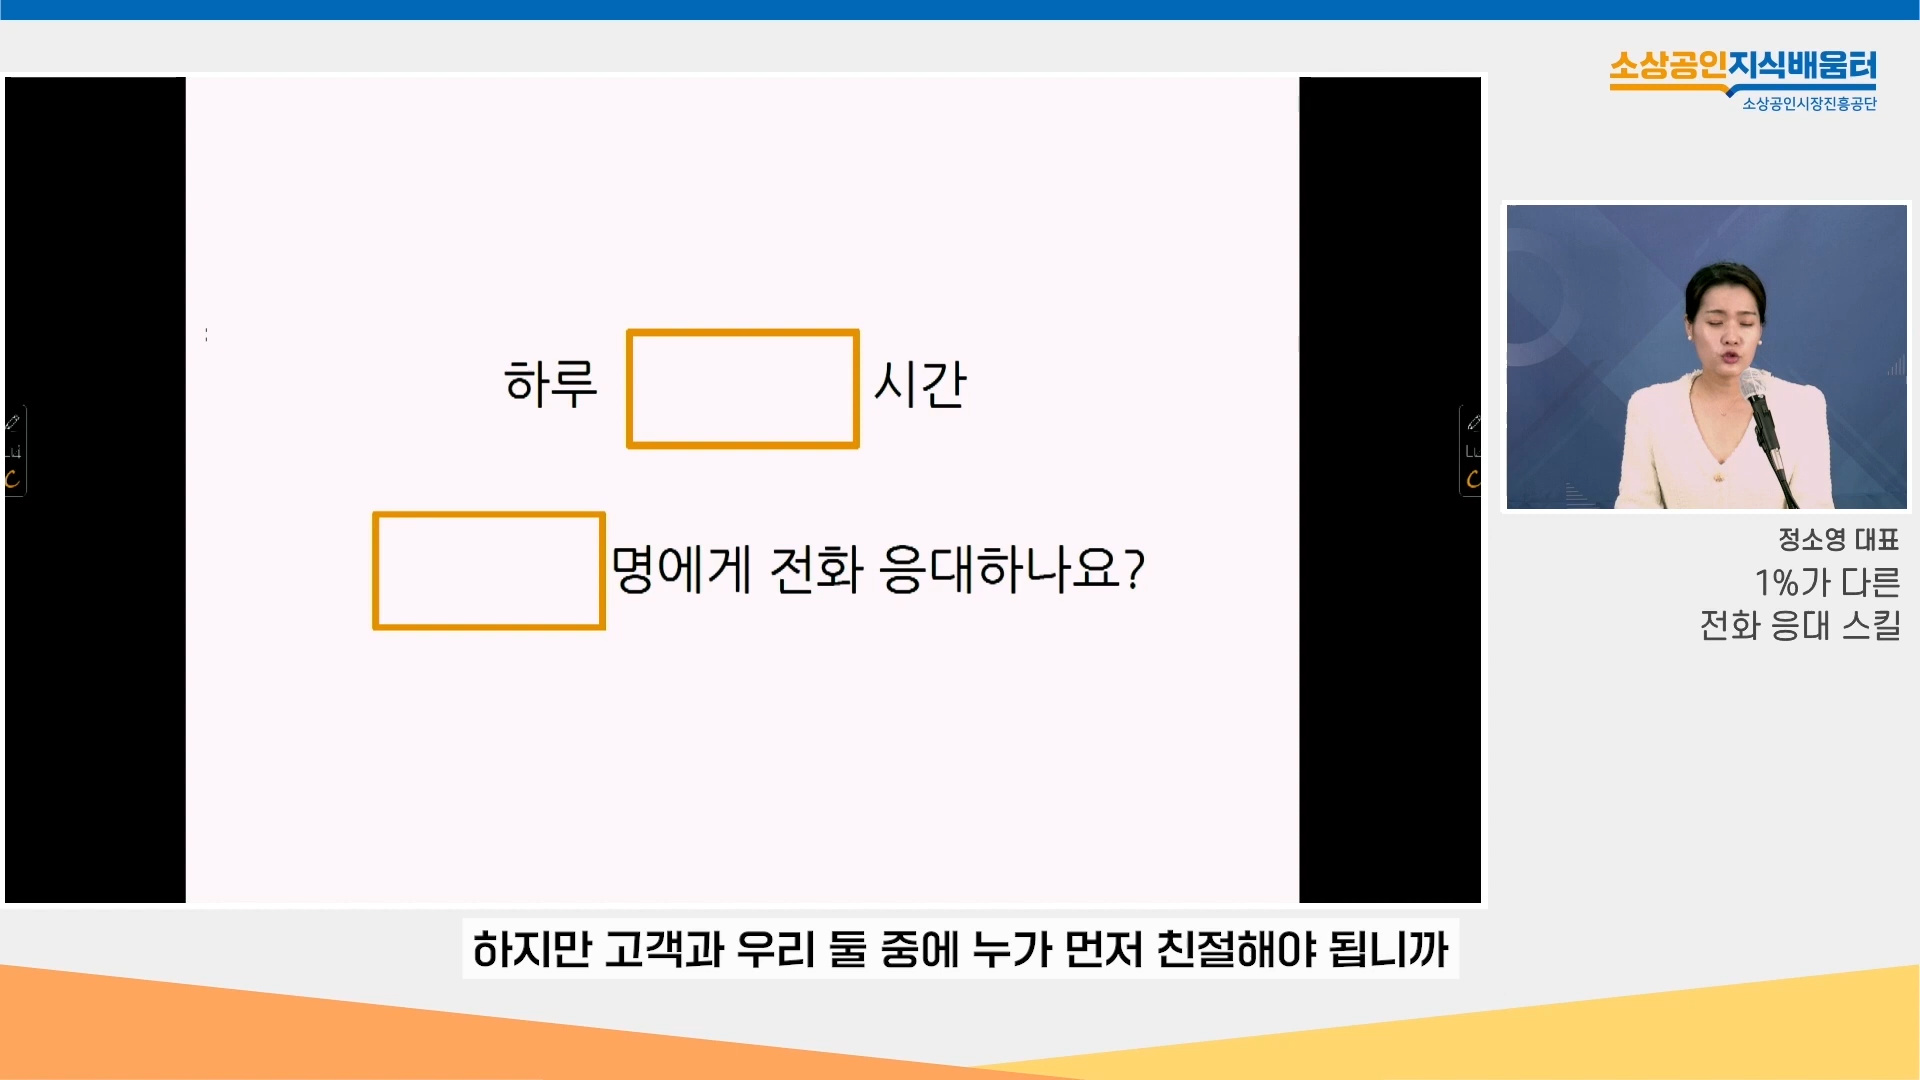 소상공인지식배움터
소상공인시장진흥공단
하루 시간
명에게 전화 응대하나요?
정소영 대표
1%가 다른
전화 응대 스킬
하지만 고객과 우리 둘 중에 누가 먼저 친절해야 됩니까